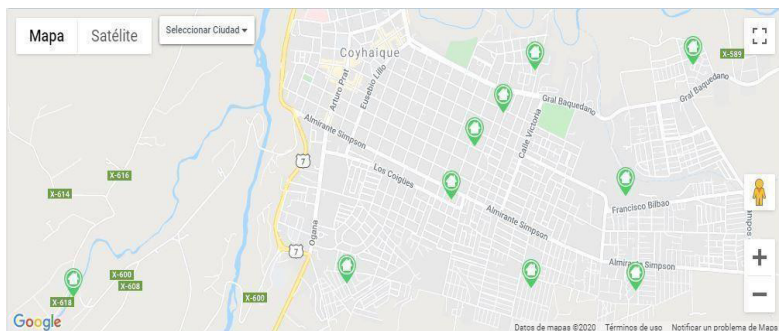 Mapa
Satélite
Seleccionar Ciudad
Coyhaique
X-589
Arturo Prat
Eusebio Lillo
Gral Baquedano
Gral Baquedano
Almirante Simpson
Calle Victoria
7
Los Coigües
X-616
X-614
Francisco Bilbao
Ogana
Almirante Simpson
7
Almirante Simpson
X-600
X-608
X-618
X-600
Google
Datos de mapas ©2020
Términos de uso
Notificar un problema de Maps